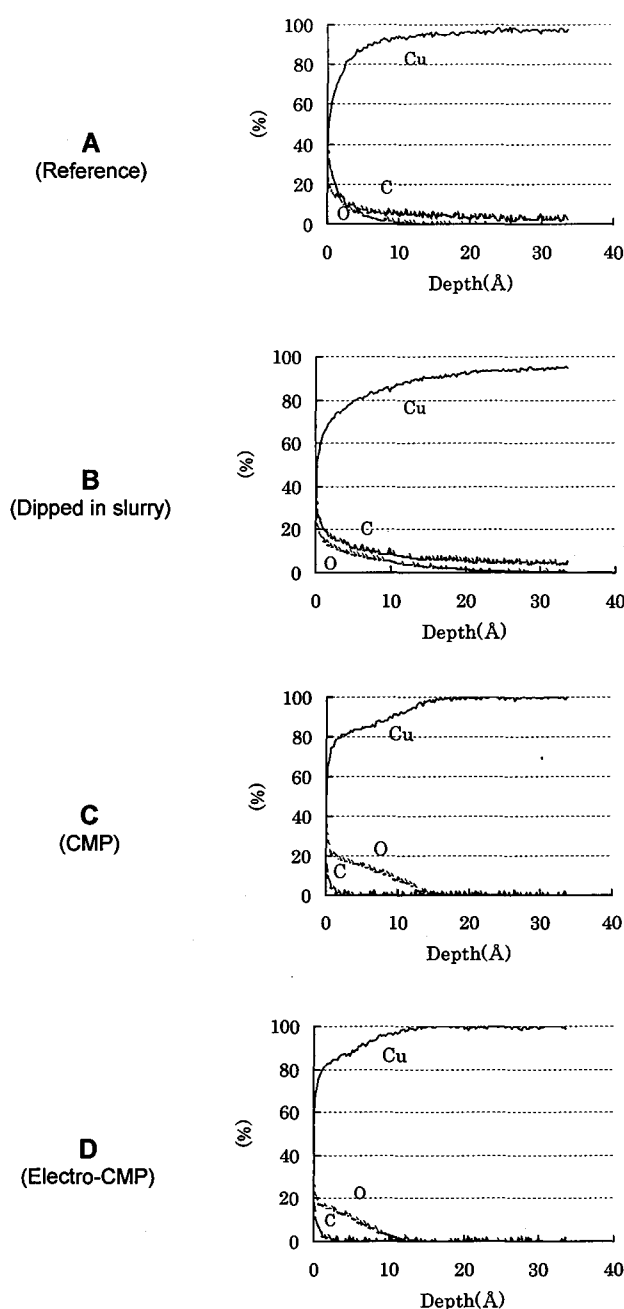 A
(Reference)
(%)
100
80
60
40
20
0
Cu
C
O
0 10 20 30 40
Depth(Å)
B
(Dipped in slurry)
(%)
100
80
60
40
20
0
Cu
C
O
0 10 20 30 40
Depth(Å)
C
(CMP)
(%)
100
80
60
40
20
0
Cu
O
C
0 10 20 30 40
Depth(Å)
D
(Electro-CMP)
(%)
100
80
60
40
20
0
Cu
O
C
0 10 20 30 40
Depth(Å)